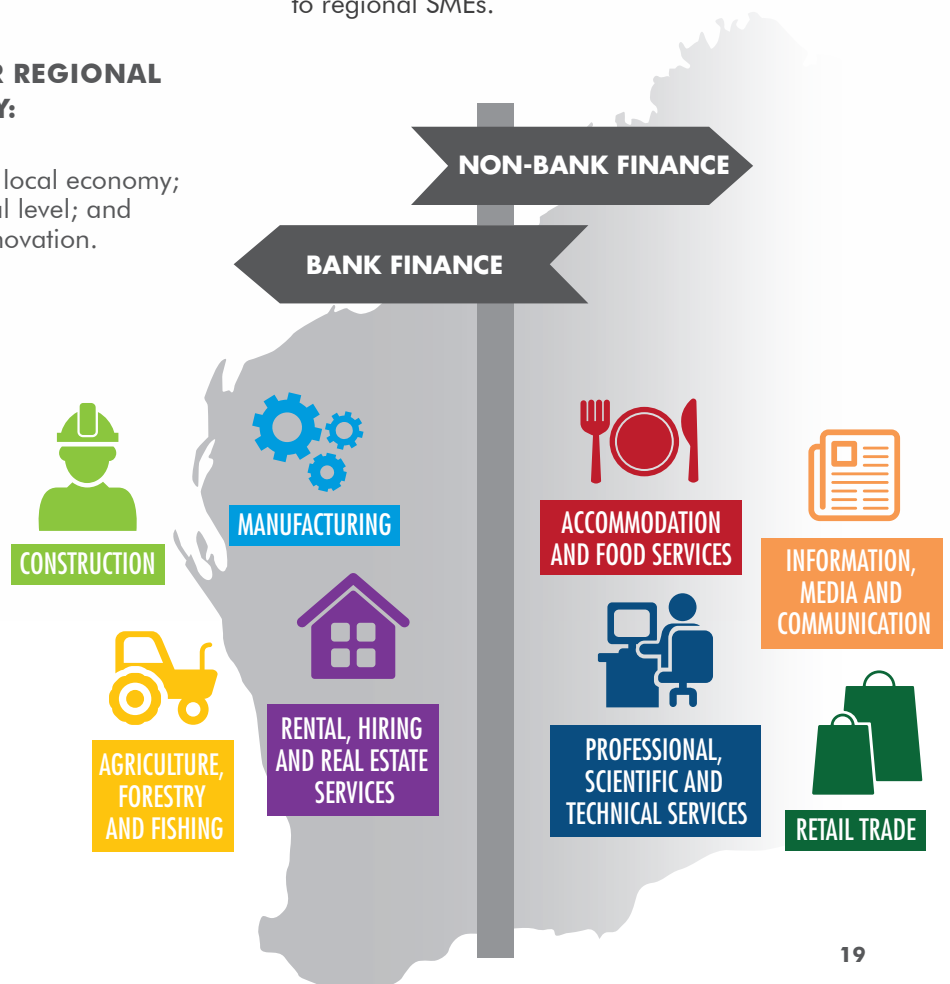 to regional SMEs.
REGIONAL
local economy;
level; and
NON-BANK FINANCE
BANK FINANCE
CONSTRUCTION
MANUFACTURING
AGRICULTURE,
FORESTRY
AND FISHING
RENTAL, HIRING
AND REAL ESTATE
SERVICES
ACCOMMODATION
AND FOOD SERVICES
INFORMATION,
MEDIA AND
COMMUNICATION
PROFESSIONAL,
SCIENTIFIC AND
TECHNICAL SERVICES
RETAIL TRADE
19